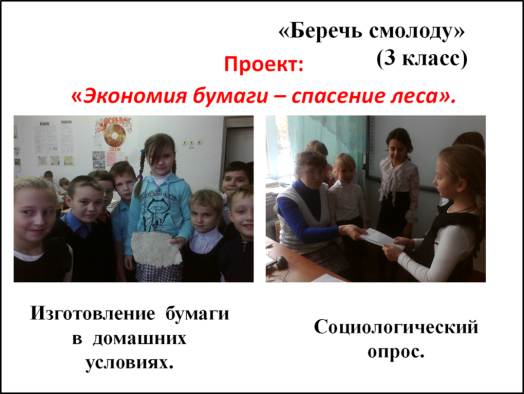 «Беречь смолоду»
(3 класс)
Проект:
«Экономия бумаги – спасение леса».
Изготовление бумаги
в домашних
условиях.
Социологический
опрос.